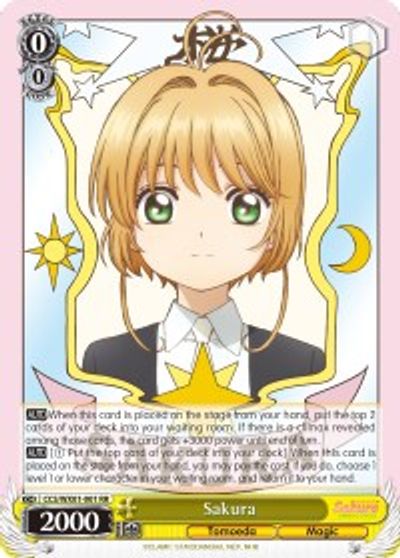 0
0
桜
AUTO When this card is placed on the stage from your hand, put the top 2
cards of your deck into your waiting room. If there is a climax revealed
among those cards, this card gets +3000 power until end of turn.
AUTO [① Put the top card of your deck into your clock] When this card is
placed on the stage from your hand, you may pay the cost. If you do, choose
1 level 1 or lower character in your waiting room, and return it to your hand.
Sakura
2000
Tomoeda
Magic